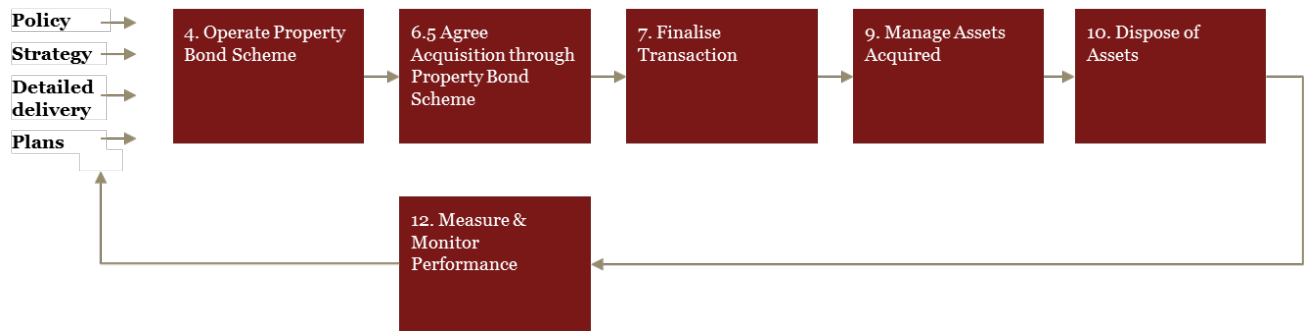 Policy
Strategy
Detailed
delivery
Plans
4. Operate Property
Bond Scheme
6.5 Agree
Acquisition through
Property Bond
Scheme
7. Finalise
Transaction
9. Manage Assets
Acquired
10. Dispose of
Assets
12. Measure &
Monitor
Performance